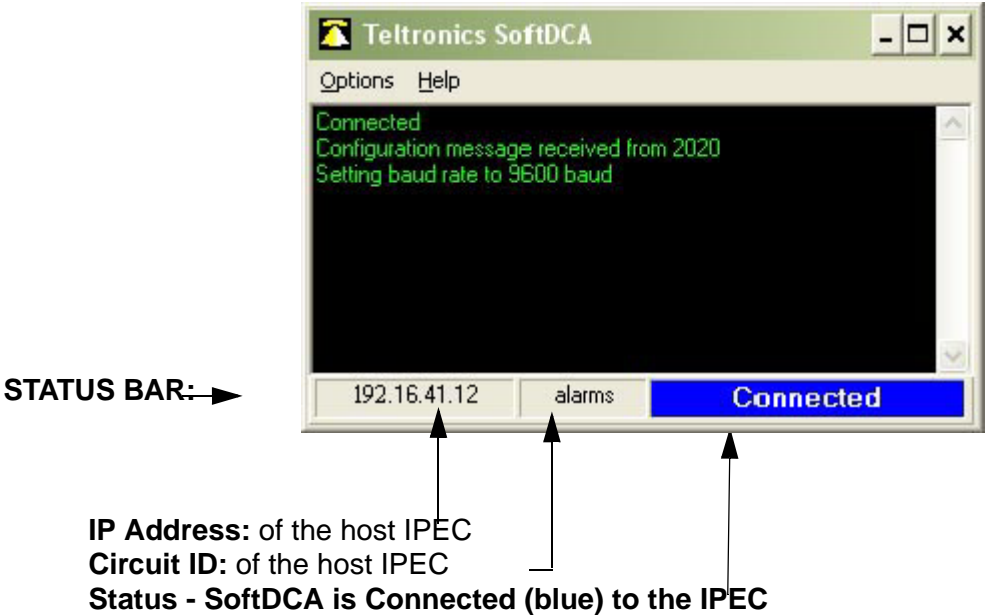 Teltronics SoftDCA
Options Help
Connected
Configuration message received from 2020
Setting baud rate to 9600 baud
STATUS BAR:
192.16.41.12 alarms Connected
IP Address: of the host IPEC
Circuit ID: of the host IPEC
Status - SoftDCA is Connected (blue) to the IPEC